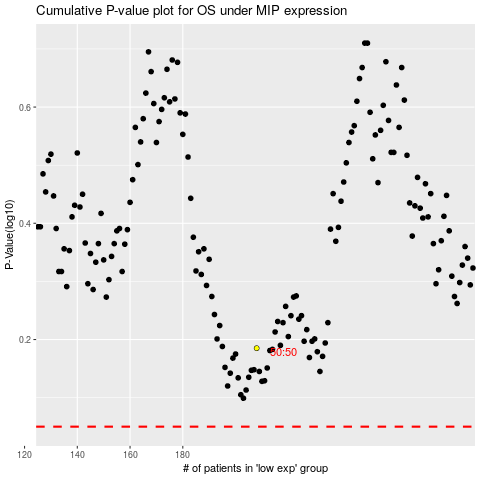 Cumulative P-value plot for OS under MIP expression
P-Value(log10)
0.6
0.4
0.2
50:50
120 140 160 180
# of patients in 'low exp' group